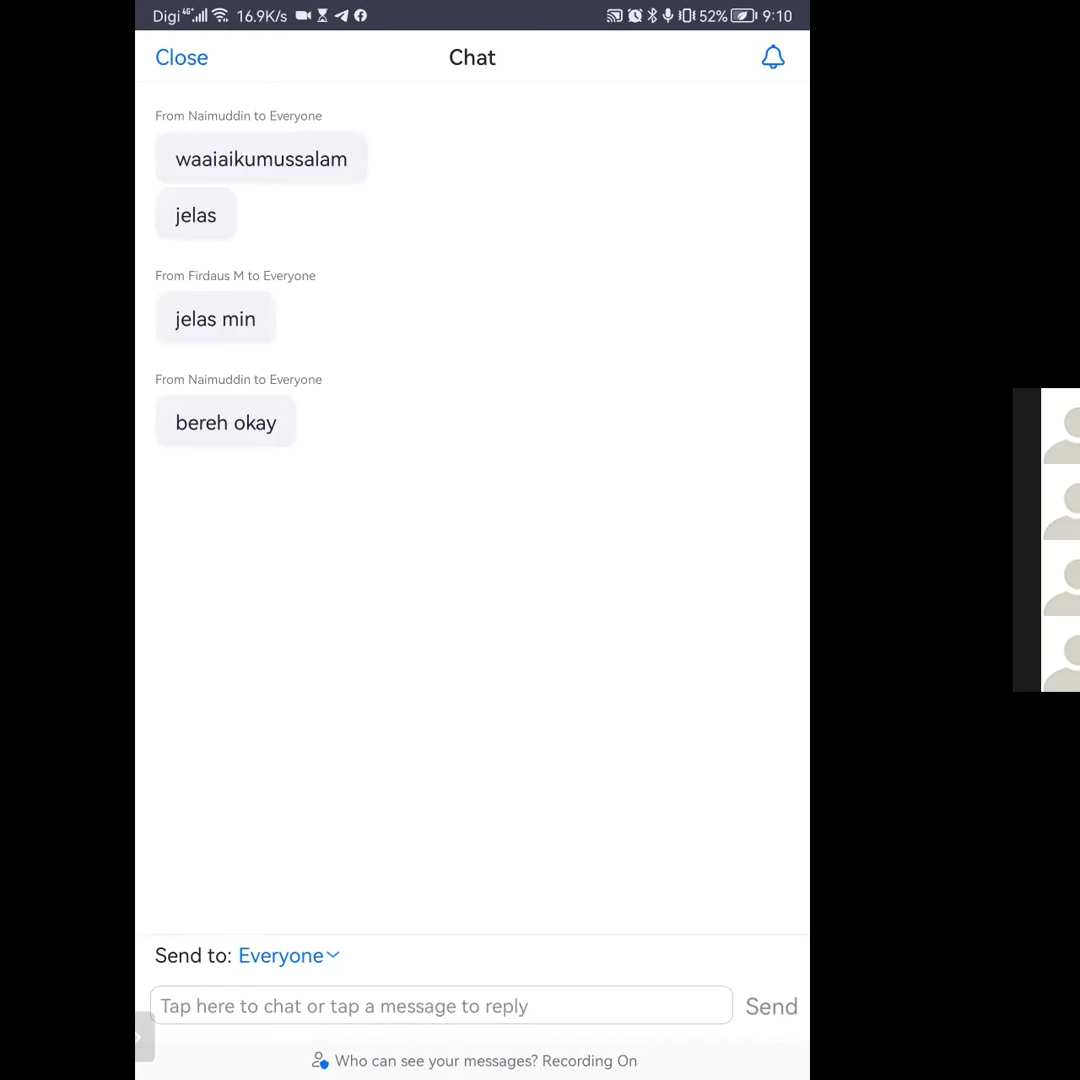 Digi 4G+ 16.9K/s 52% 9:10
Close Chat
From Naimuddin to Everyone
waaiaikumussalam
jelas
From Firdaus M to Everyone
jelas min
From Naimuddin to Everyone
bereh okay
Send to: Everyone
Tap here to chat or tap a message to reply Send
Who can see your messages? Recording On